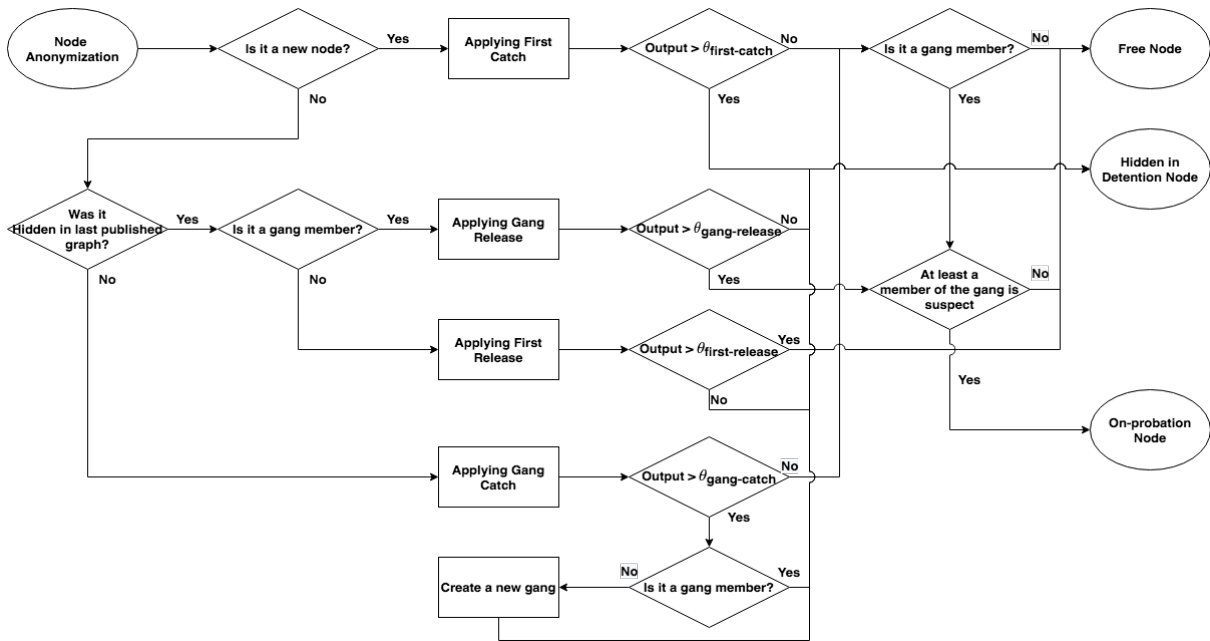 Node
Anonymization
Is it a new node?
Yes
No
Applying First
Catch
Output > θfirst-catch
No
Yes
Is it a gang member?
No
Yes
Free Node
Hidden in
Detention Node
Was it
Hidden in last published
graph?
Yes
No
Is it a gang member?
Yes
No
Applying Gang
Release
Output > θgang-release
No
Yes
At least a
member of the gang is
suspect
No
Yes
Applying First
Release
Output > θfirst-release
Yes
No
On-probation
Node
Applying Gang
Catch
Output > θgang-catch
No
Yes
Create a new gang
No
Is it a gang member?
Yes